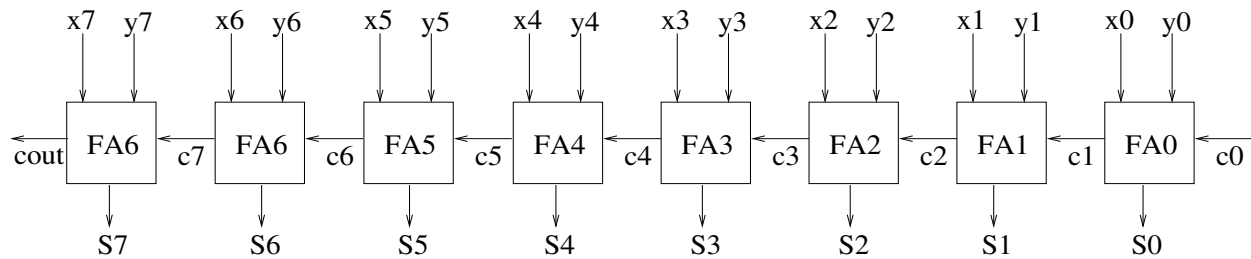 x7 y7 x6 y6 x5 y5 x4 y4 x3 y3 x2 y2 x1 y1 x0 y0
FA6 FA6 FA5 FA4 FA3 FA2 FA1 FA0
cout c7 c6 c5 c4 c3 c2 c1 c0
S7 S6 S5 S4 S3 S2 S1 S0